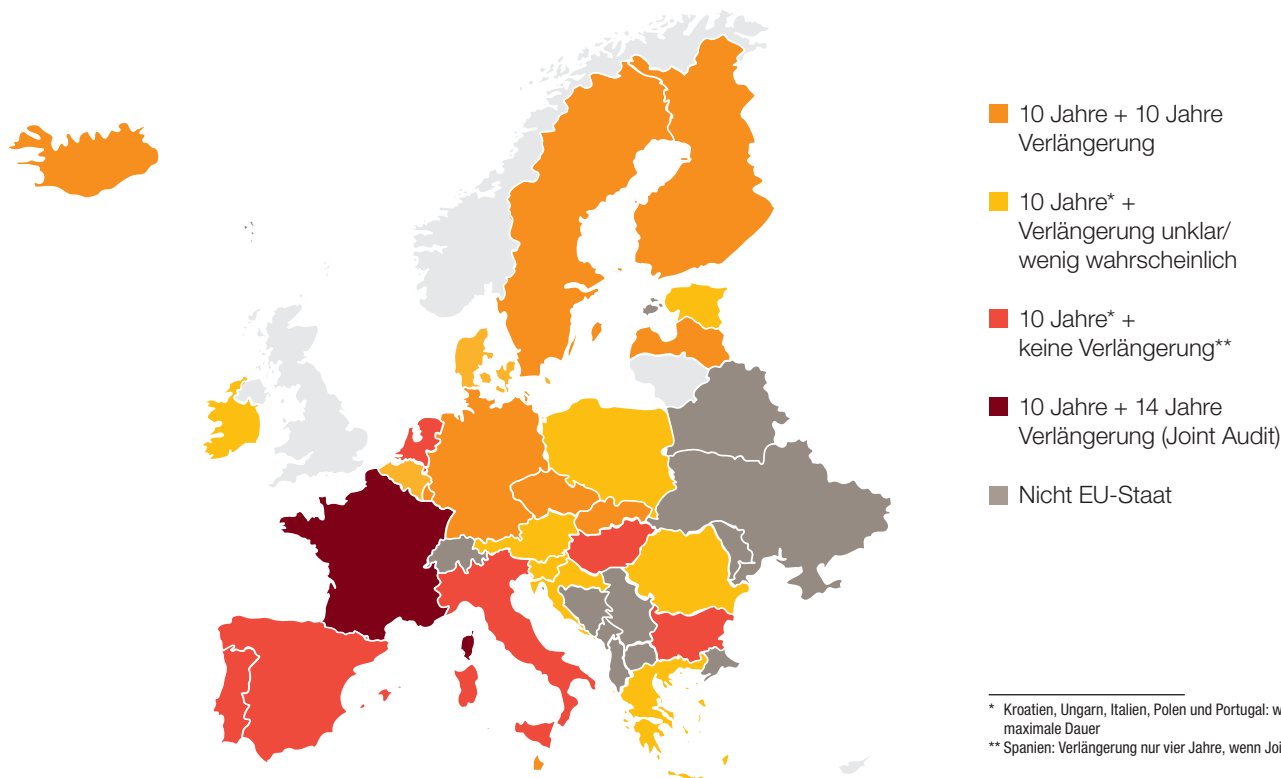 10 Jahre + 10 Jahre
Verlängerung
10 Jahre* +
Verlängerung unklar/
wenig wahrscheinlich
10 Jahre* +
keine Verlängerung**
10 Jahre + 14 Jahre
Verlängerung (Joint Audit)
Nicht EU-Staat
* Kroatien, Ungarn, Italien, Polen und Portugal:
maximale Dauer
** Spanien: Verlängerung nur vier Jahre, wenn